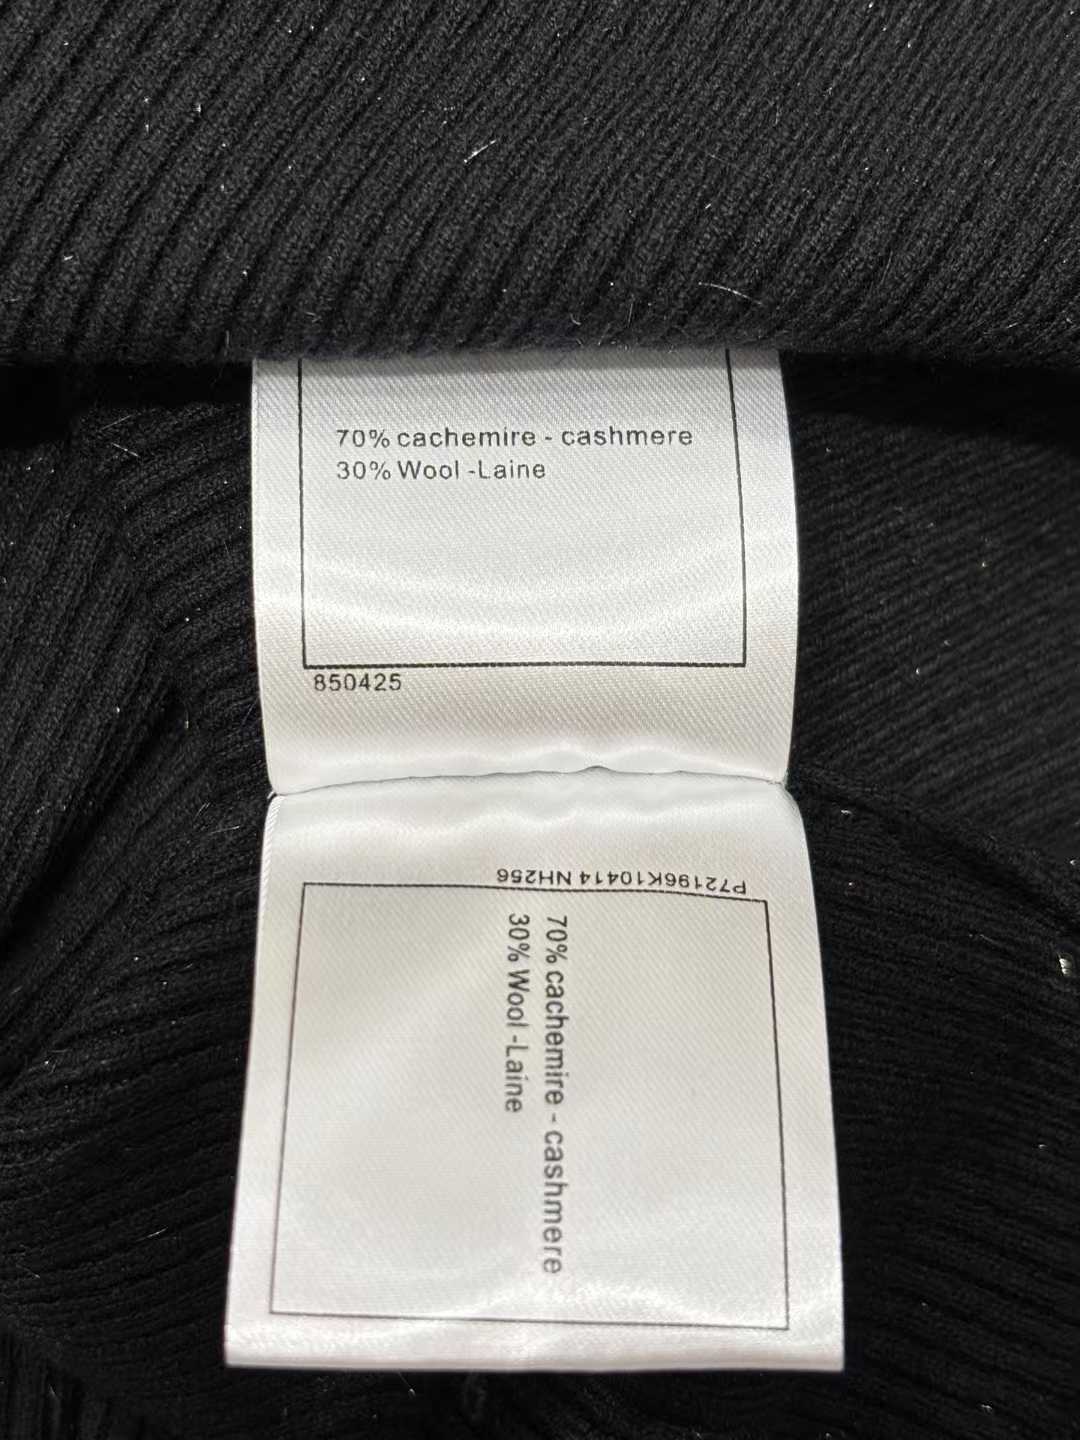 70% cachemire - cashmere
30% Wool -Laine
850425
P72196K10414 NH256
70% cachemire - cashmere
30% Wool -Laine